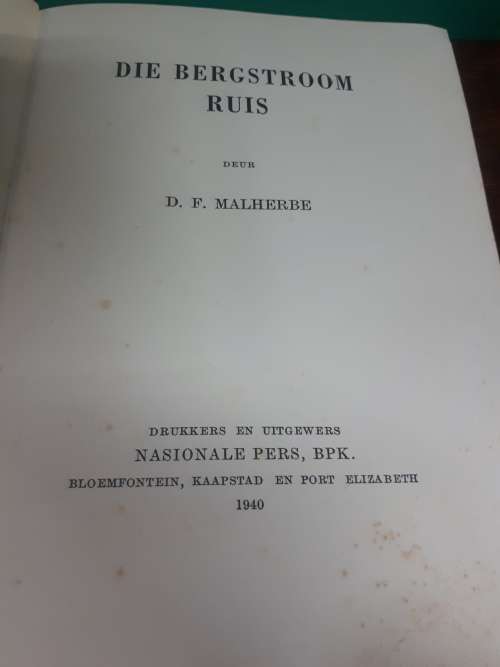 DIE BERGSTROOM
RUIS
DEUR
D. F. MALHERBE
DRUKKERS EN UITGEWERS
NASIONALE PERS, BPK.
BLOEMFONTEIN, KAAPSTAD EN PORT ELIZABETH
1940